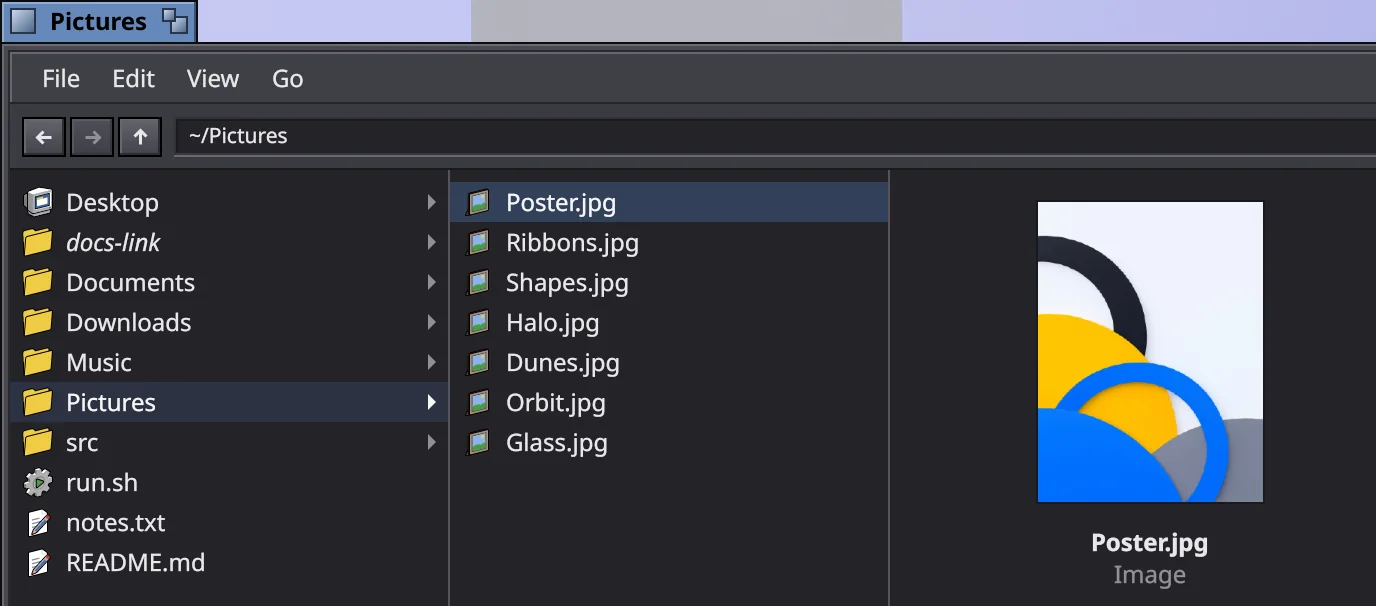 Pictures
File Edit View Go
~/Pictures
Desktop
docs-link
Documents
Downloads
Music
Pictures
src
run.sh
notes.txt
README.md
Poster.jpg
Ribbons.jpg
Shapes.jpg
Halo.jpg
Dunes.jpg
Orbit.jpg
Glass.jpg
Poster.jpg
Image